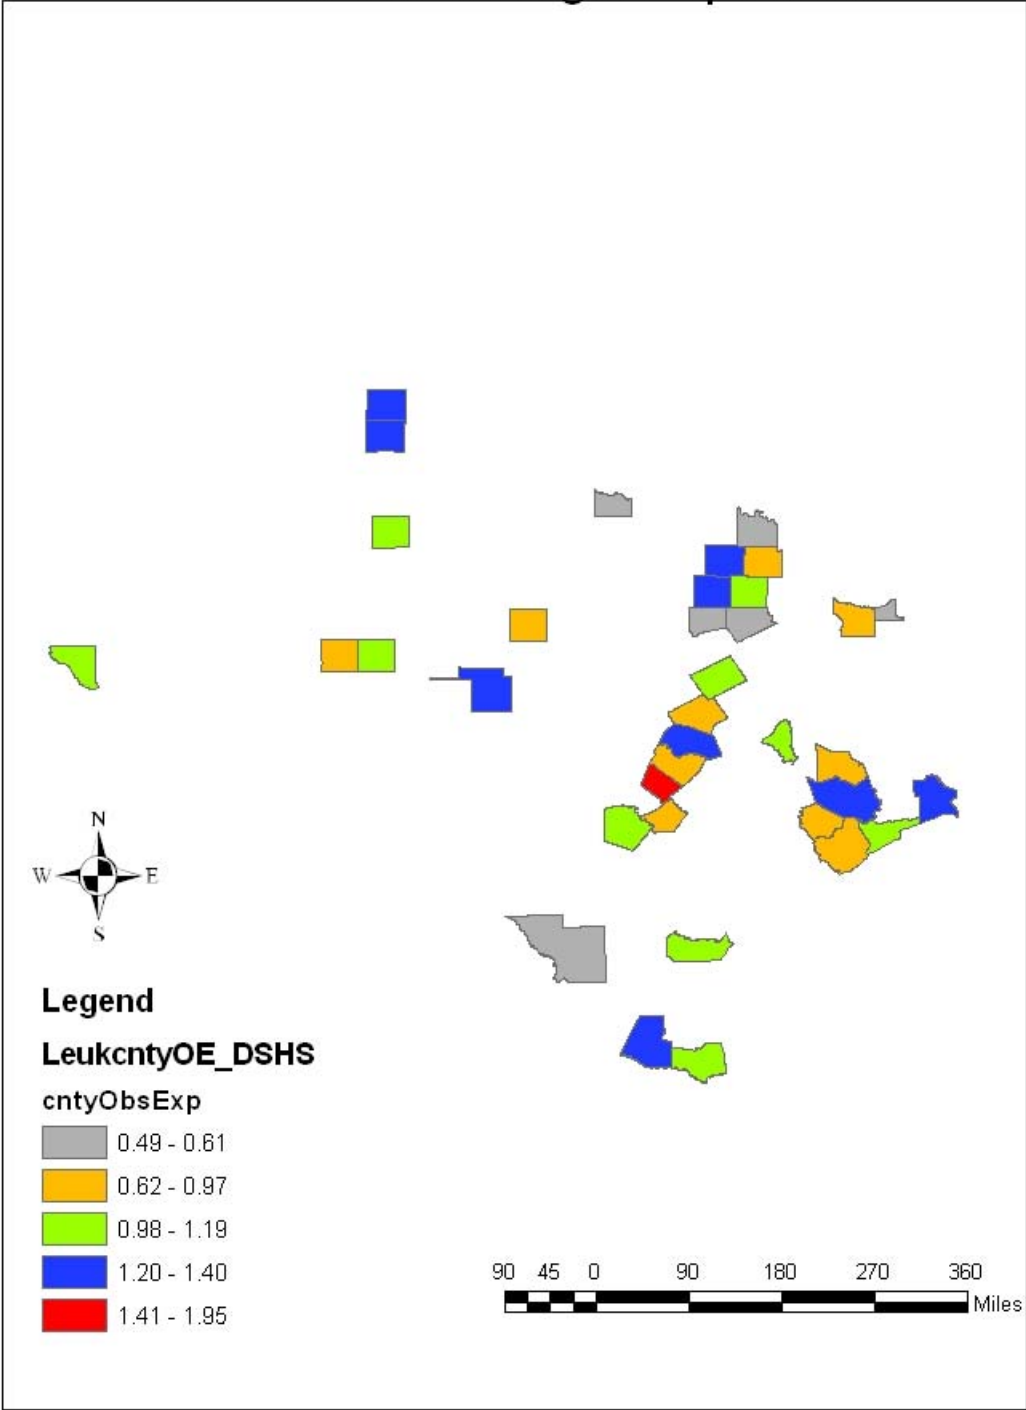 N
W E
S
Legend
LeukcntyOE_DSHS
cntyObsExp
0.49 - 0.61
0.62 - 0.97
0.98 - 1.19
1.20 - 1.40
1.41 - 1.95
90 45 0 90 180 270 360
Miles